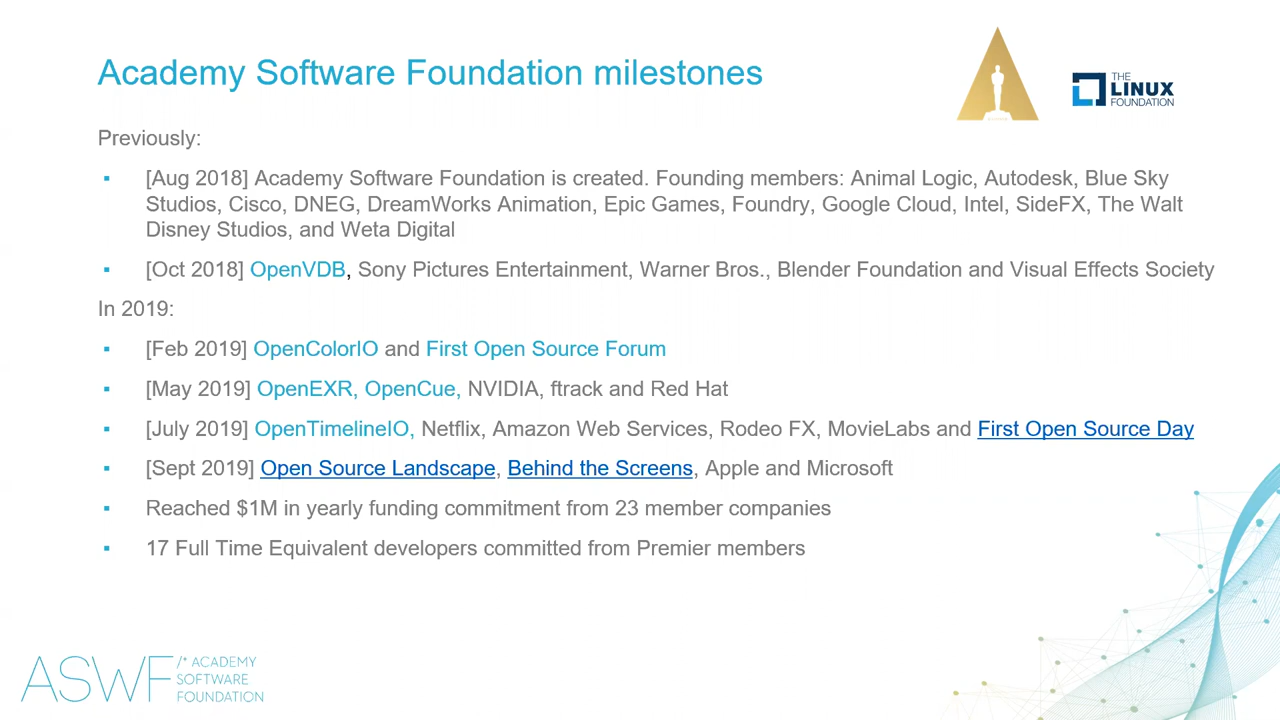 Academy Software Foundation milestones
THE
LINUX
FOUNDATION
Previously:
▪ [Aug 2018] Academy Software Foundation is created. Founding members: Animal Logic, Autodesk, Blue Sky
Studios, Cisco, DNEG, DreamWorks Animation, Epic Games, Foundry, Google Cloud, Intel, SideFX, The Walt
Disney Studios, and Weta Digital
▪ [Oct 2018] OpenVDB, Sony Pictures Entertainment, Warner Bros., Blender Foundation and Visual Effects Society
In 2019:
▪ [Feb 2019] OpenColorIO and First Open Source Forum
▪ [May 2019] OpenEXR, OpenCue, NVIDIA, ftrack and Red Hat
▪ [July 2019] OpenTimelineIO, Netflix, Amazon Web Services, Rodeo FX, MovieLabs and First Open Source Day
▪ [Sept 2019] Open Source Landscape, Behind the Screens, Apple and Microsoft
▪ Reached $1M in yearly funding commitment from 23 member companies
▪ 17 Full Time Equivalent developers committed from Premier members
ASWF /* ACADEMY
SOFTWARE
FOUNDATION